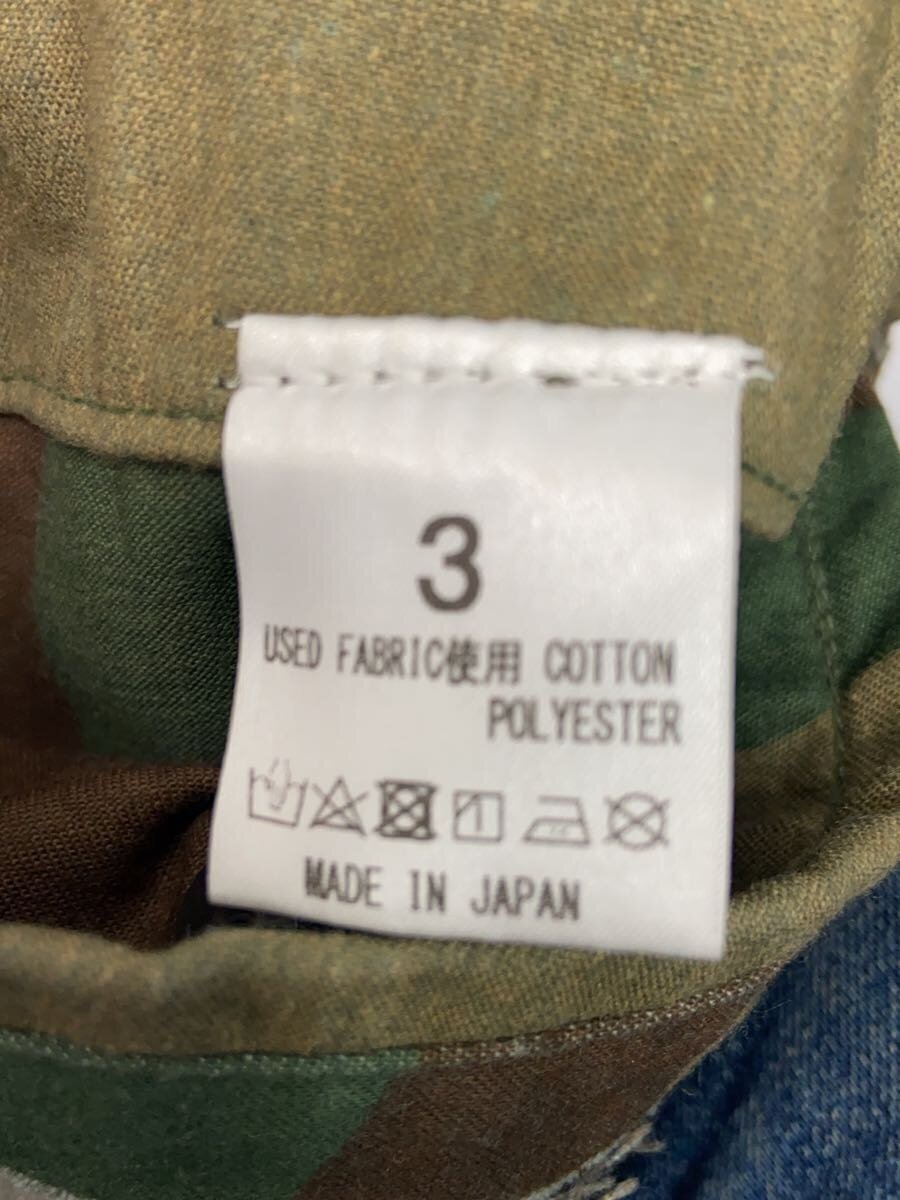 3
USED FABRIC使用 COTTON
POLYESTER
MADE IN JAPAN